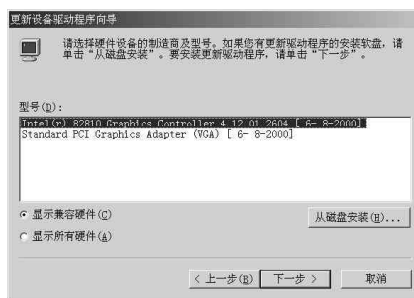 更新设备驱动程序向导
请选择硬件设备的制造商及型号。如果您有更新驱动程序的安装软盘，请
单击“从磁盘安装”。要安装更新驱动程序，请单击“下一步”。
型号(D)：
Intel(r) 82810 Graphics Controller 4.12.01.2604 [ 6- 8-2000]
Standard PCI Graphics Adapter (VGA) [ 6- 8-2000]
显示兼容硬件(C)
从磁盘安装(H)...
显示所有硬件(A)
< 上一步(B)
下一步 >
取消